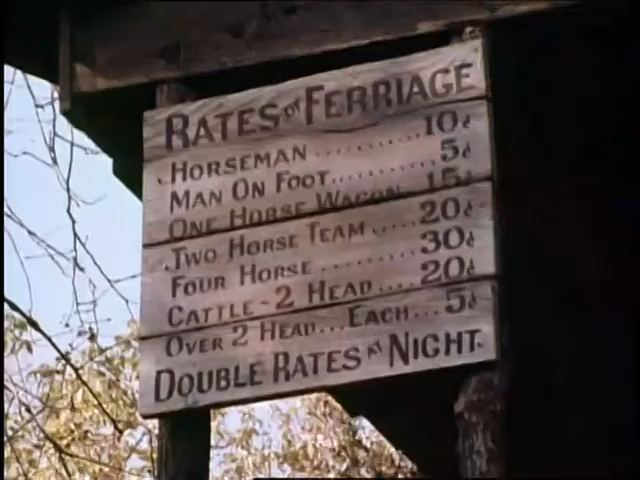 RATES OF FERRIAGE
HORSEMAN .......... 10¢
MAN ON FOOT .......... 5¢
ONE HORSE WAGON 15¢
TWO HORSE TEAM ..... 20¢
FOUR HORSE ......... 30¢
CATTLE - 2 HEAD .... 20¢
OVER 2 HEAD... EACH ... 5¢
DOUBLE RATES AT NIGHT.